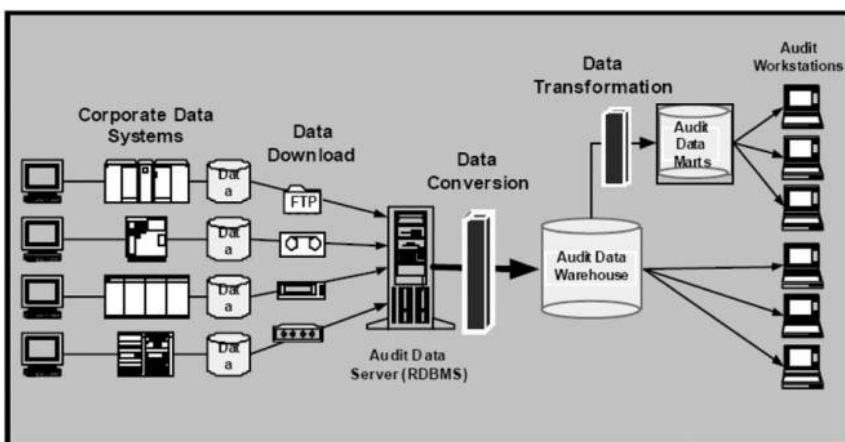 Corporate Data
Systems
Data
Download
Data
Conversion
Data
Transformation
Audit
Workstations
Dat
a
FTP
Dat
a
Dat
a
Dat
a
Audit Data
Server (RDBMS)
Audit Data
Warehouse
Audit
Data
Marts